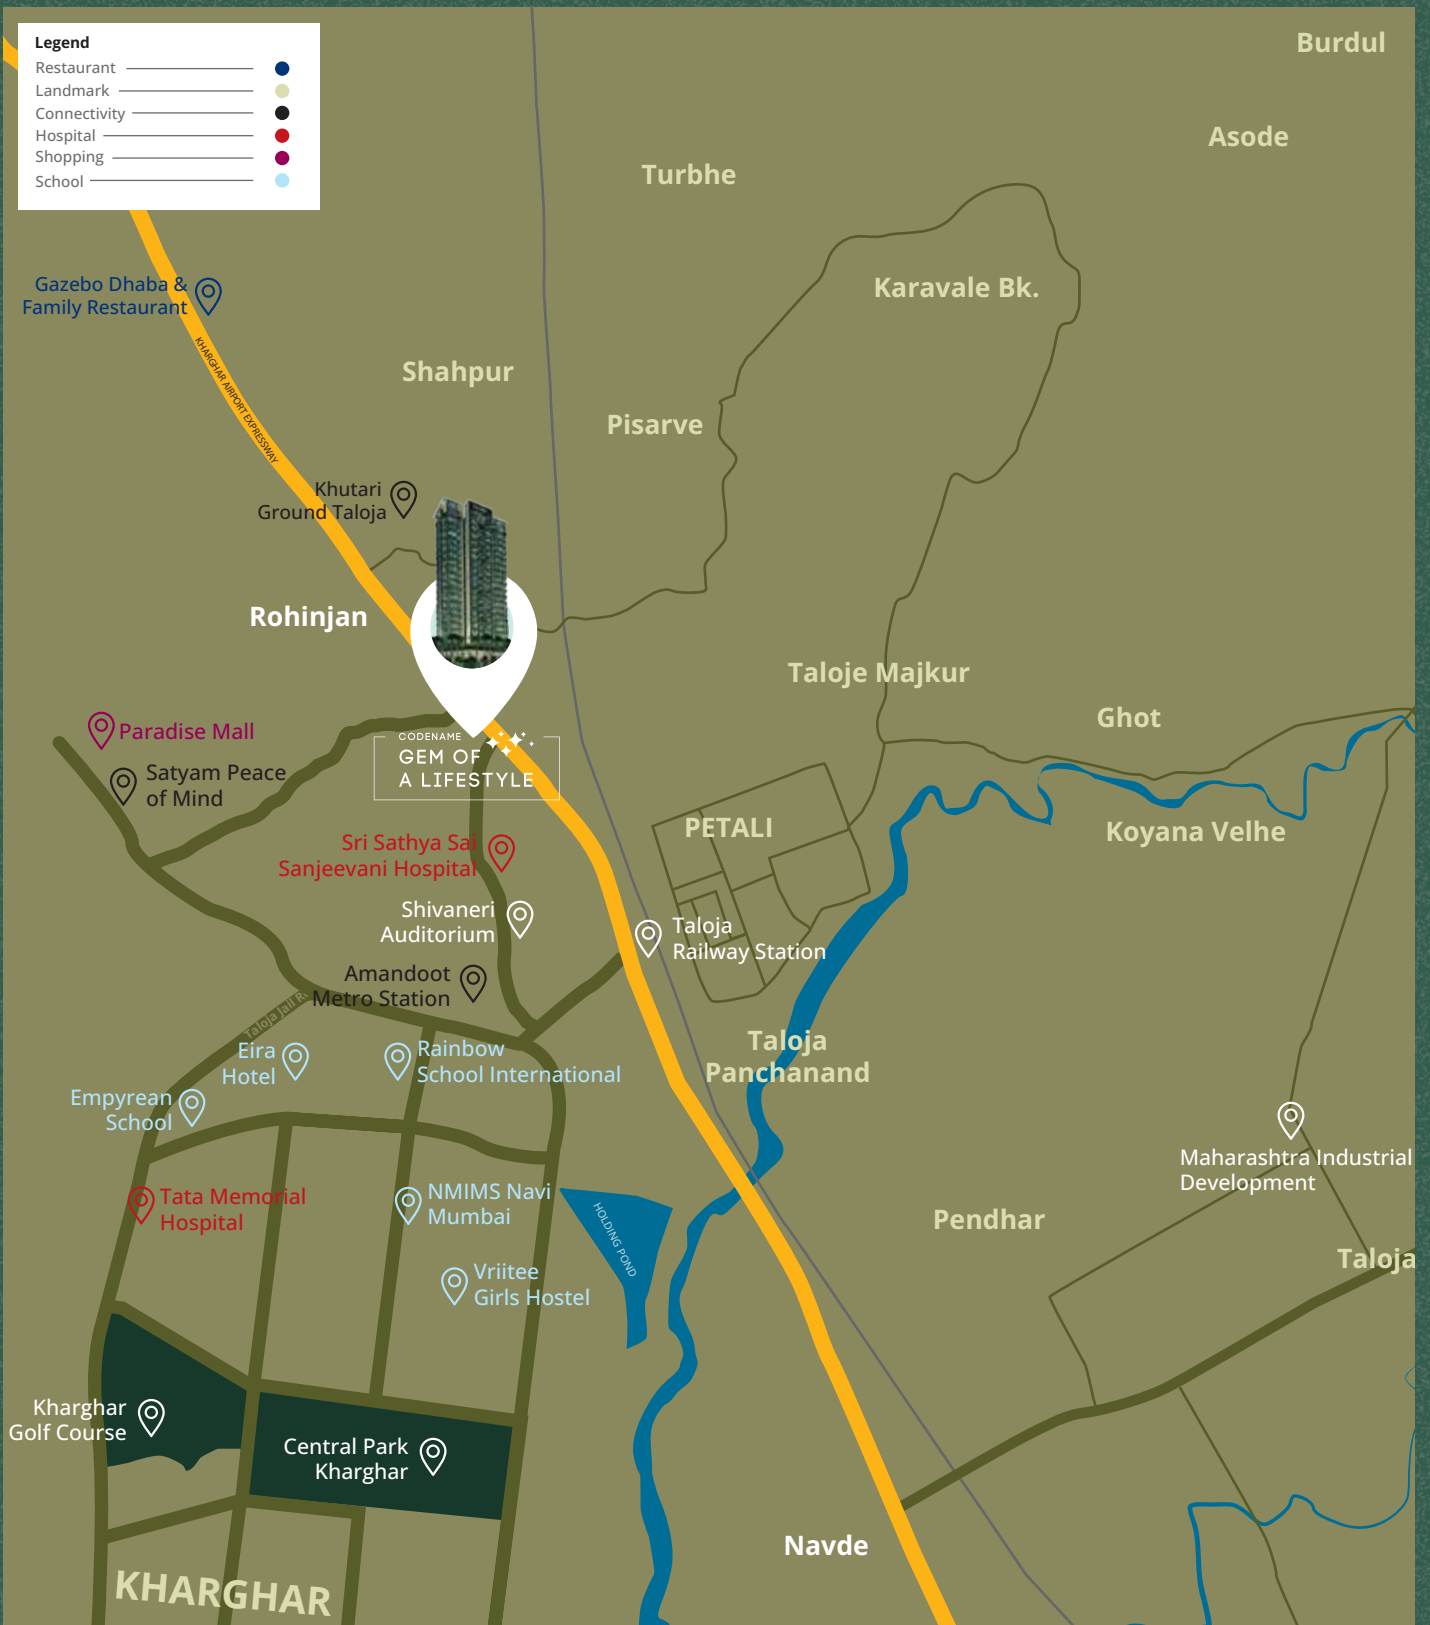 Legend
Restaurant
Landmark
Connectivity
Hospital
Shopping
School
Burdul
Asode
Turbhe
Karavale Bk.
Gazebo Dhaba &
Family Restaurant
KHARGHAR AIRPORT EXPRESSWAY
Shahpur
Pisarve
Khutari
Ground Taloja
Rohinjan
Taloje Majkur
Ghot
Paradise Mall
CODENAME
GEM OF
A LIFESTYLE
Satyam Peace
of Mind
PETALI
Koyana Velhe
Sri Sathya Sai
Sanjeevani Hospital
Shivaneri
Auditorium
Taloja
Railway Station
Amandoot
Metro Station
Taloja Jail R
Eira
Hotel
Rainbow
School International
Taloja
Panchanand
Empyrean
School
Maharashtra Industrial
Development
Tata Memorial
Hospital
NMIMS Navi
Mumbai
HOLDING POND
Pendhar
Taloja
Vriitee
Girls Hostel
Kharghar
Golf Course
Central Park
Kharghar
Navde
KHARGHAR